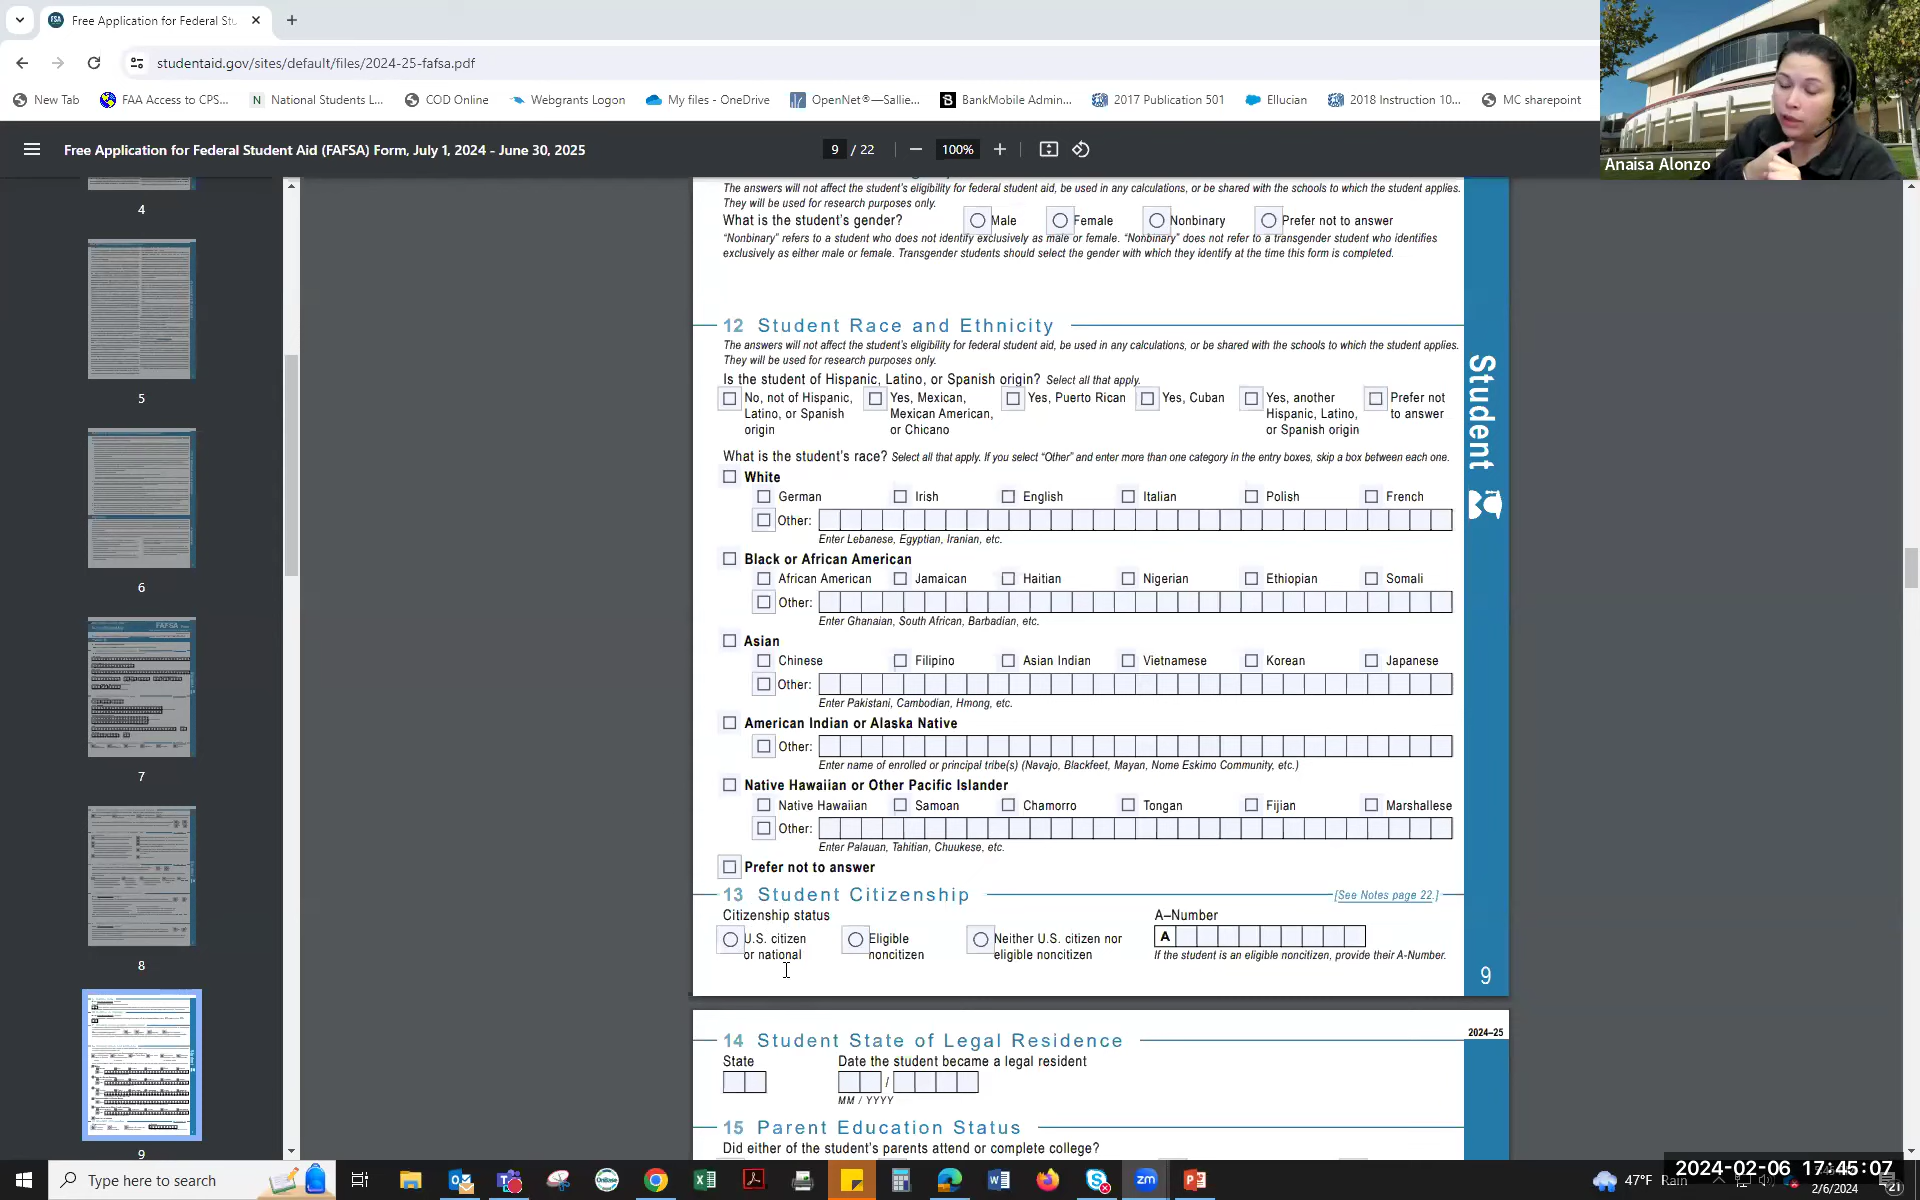 Free Application for Federal Stu
studentaid.gov/sites/default/files/2024-25-fafsa.pdf
New Tab
FAA Access to CPS...
National Students L...
COD Online
Webgrants Logon
My files - OneDrive
OpenNet®—Sallie...
BankMobile Admin...
2017 Publication 501
Ellucian
2018 Instruction 10...
MC sharepoint
Anaisa Alonzo
Free Application for Federal Student Aid (FAFSA) Form, July 1, 2024 - June 30, 2025
9 / 22
100%
4
5
6
7
8
9
The answers will not affect the student's eligibility for federal student aid, be used in any calculations, or be shared with the schools to which the student applies.
They will be used for research purposes only.
What is the student's gender? Male Female Nonbinary Prefer not to answer
"Nonbinary" refers to a student who does not identify exclusively as male or female. "Nonbinary" does not refer to a transgender student who identifies
exclusively as either male or female. Transgender students should select the gender with which they identify at the time this form is completed.
12 Student Race and Ethnicity
The answers will not affect the student's eligibility for federal student aid, be used in any calculations, or be shared with the schools to which the student applies.
They will be used for research purposes only.
Is the student of Hispanic, Latino, or Spanish origin? Select all that apply.
No, not of Hispanic, Latino, or Spanish origin
Yes, Mexican, Mexican American, or Chicano
Yes, Puerto Rican
Yes, Cuban
Yes, another Hispanic, Latino, or Spanish origin
Prefer not to answer
What is the student's race? Select all that apply. If you select "Other" and enter more than one category in the entry boxes, skip a box between each one.
White
German Irish English Italian Polish French
Other:
Enter Lebanese, Egyptian, Iranian, etc.
Black or African American
African American Jamaican Haitian Nigerian Ethiopian Somali
Other:
Enter Ghanaian, South African, Barbadian, etc.
Asian
Chinese Filipino Asian Indian Vietnamese Korean Japanese
Other:
Enter Pakistani, Cambodian, Hmong, etc.
American Indian or Alaska Native
Other:
Enter name of enrolled or principal tribe(s) (Navajo, Blackfeet, Mayan, Nome Eskimo Community, etc.)
Native Hawaiian or Other Pacific Islander
Native Hawaiian Samoan Chamorro Tongan Fijian Marshallese
Other:
Enter Palauan, Tahitian, Chuukese, etc.
Prefer not to answer
Student
13 Student Citizenship [See Notes page 22.]
Citizenship status
U.S. citizen or national
Eligible noncitizen
Neither U.S. citizen nor eligible noncitizen
A–Number
A
If the student is an eligible noncitizen, provide their A-Number.
9
2024–25
14 Student State of Legal Residence
State Date the student became a legal resident
/
MM / YYYY
15 Parent Education Status
Did either of the student's parents attend or complete college?
Type here to search
47°F Rain
2024-02-06 17:45:07
2/6/2024
21